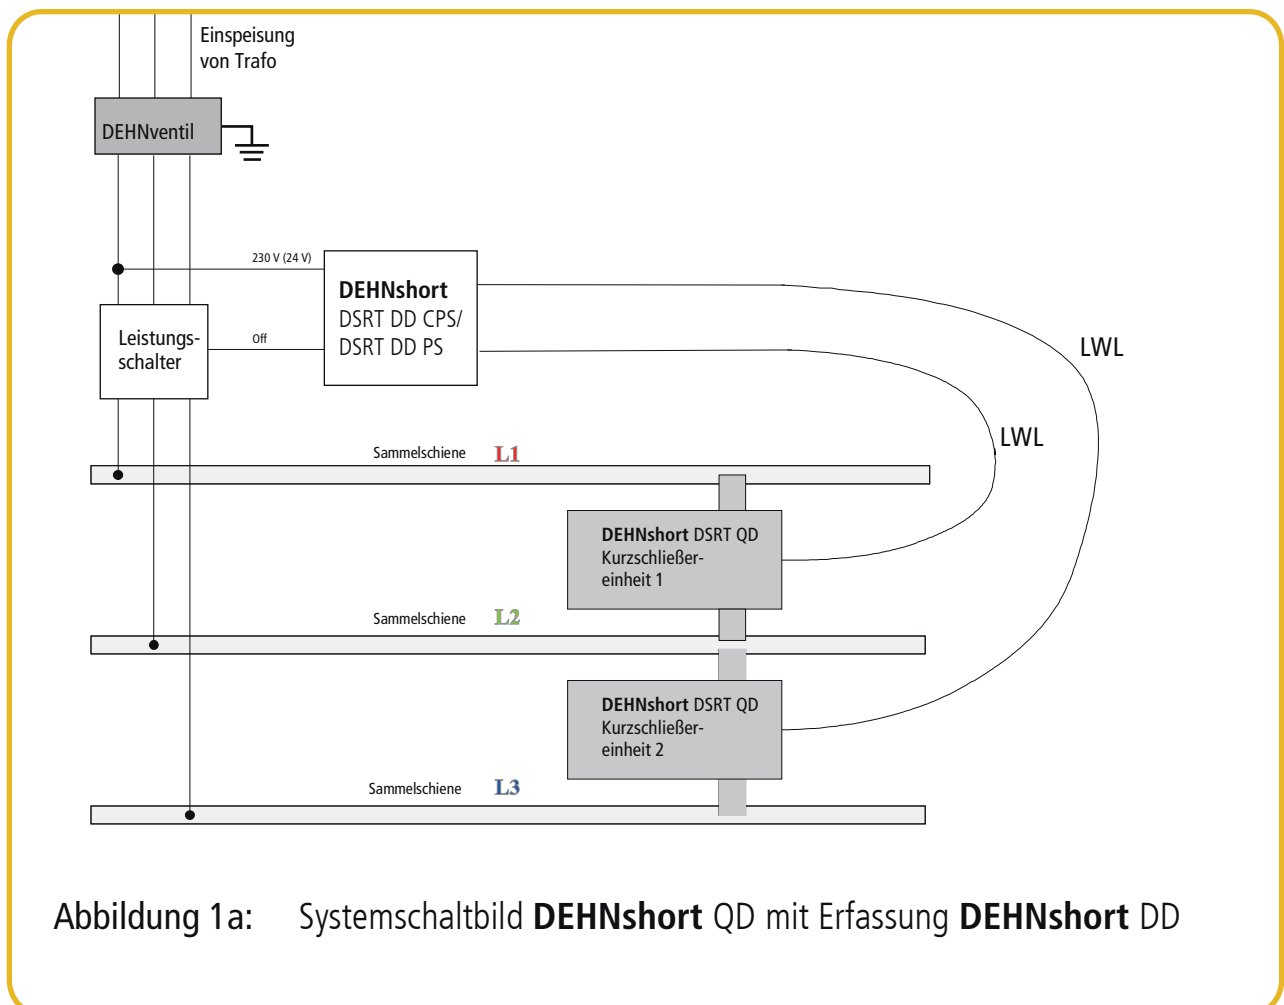 Einspeisung
von Trafo
DEHNventil
230 V (24 V)
DEHNshort
DSRT DD CPS/
DSRT DD PS
Leistungs-
schalter
Off
LWL
LWL
Sammelschiene L1
DEHNshort DSRT QD
Kurzschließer-
einheit 1
Sammelschiene L2
DEHNshort DSRT QD
Kurzschließer-
einheit 2
Sammelschiene L3
Abbildung 1a: Systemschaltbild DEHNshort QD mit Erfassung DEHNshort DD